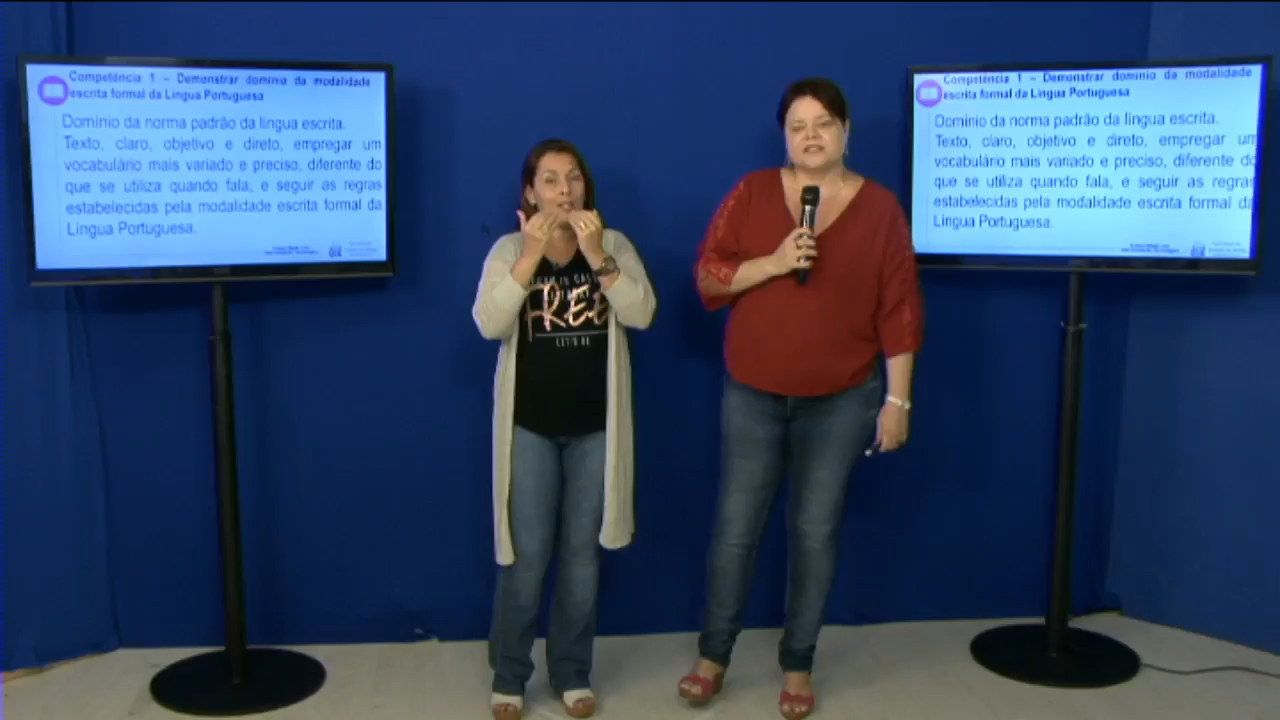 Competência 1 – Demonstrar domínio da modalidade
escrita formal da Língua Portuguesa
Domínio da norma padrão da língua escrita.
Texto, claro, objetivo e direto, empregar um
vocabulário mais variado e preciso, diferente do
que se utiliza quando fala, e seguir as regras
estabelecidas pela modalidade escrita formal da
Língua Portuguesa.
FREE
LET'S BE
Competência 1 – Demonstrar domínio da modalidade
escrita formal da Língua Portuguesa
Domínio da norma padrão da língua escrita.
Texto, claro, objetivo e direto, empregar um
vocabulário mais variado e preciso, diferente do
que se utiliza quando fala, e seguir as regras
estabelecidas pela modalidade escrita formal da
Língua Portuguesa.